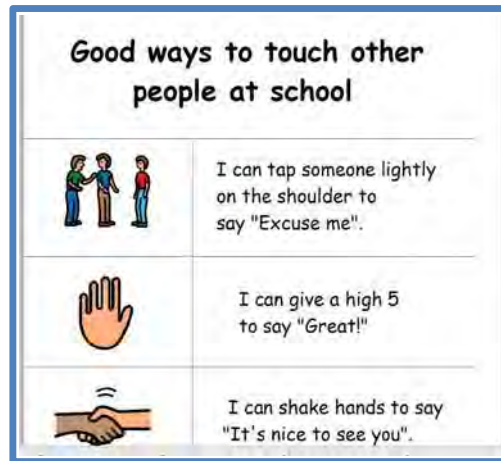 Good ways to touch other
people at school
I can tap someone lightly
on the shoulder to
say "Excuse me".
I can give a high 5
to say "Great!"
I can shake hands to say
"It's nice to see you".